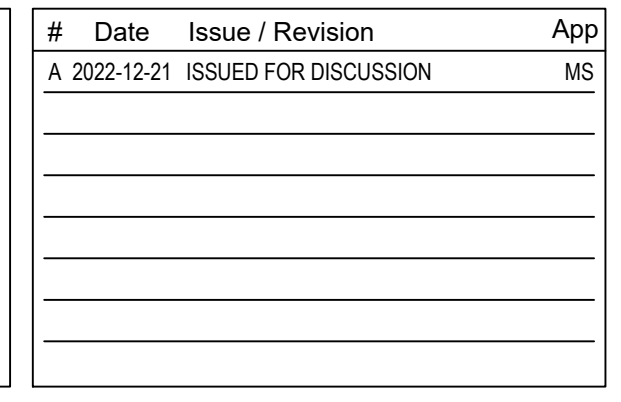 # Date Issue / Revision App
A 2022-12-21 ISSUED FOR DISCUSSION MS